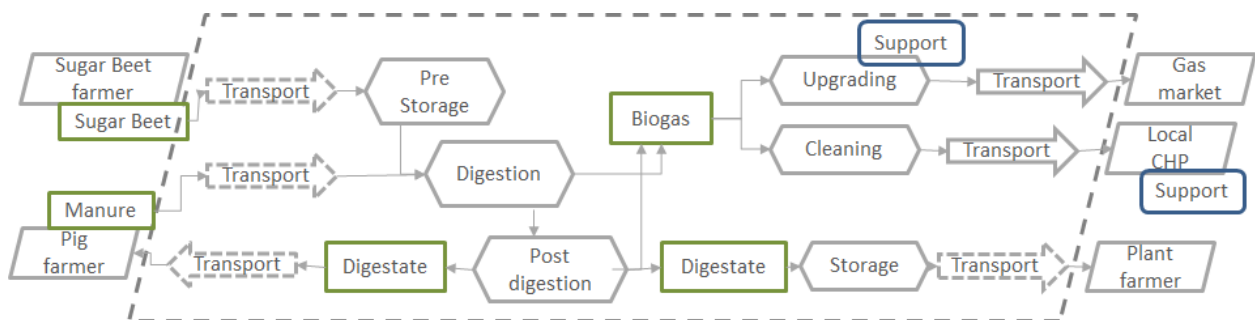 Support
Sugar Beet
farmer
Sugar Beet
Transport
Pre
Storage
Upgrading
Transport
Gas
market
Biogas
Cleaning
Transport
Local
CHP
Support
Manure
Transport
Digestion
Pig
farmer
Transport
Digestate
Post
digestion
Digestate
Storage
Transport
Plant
farmer